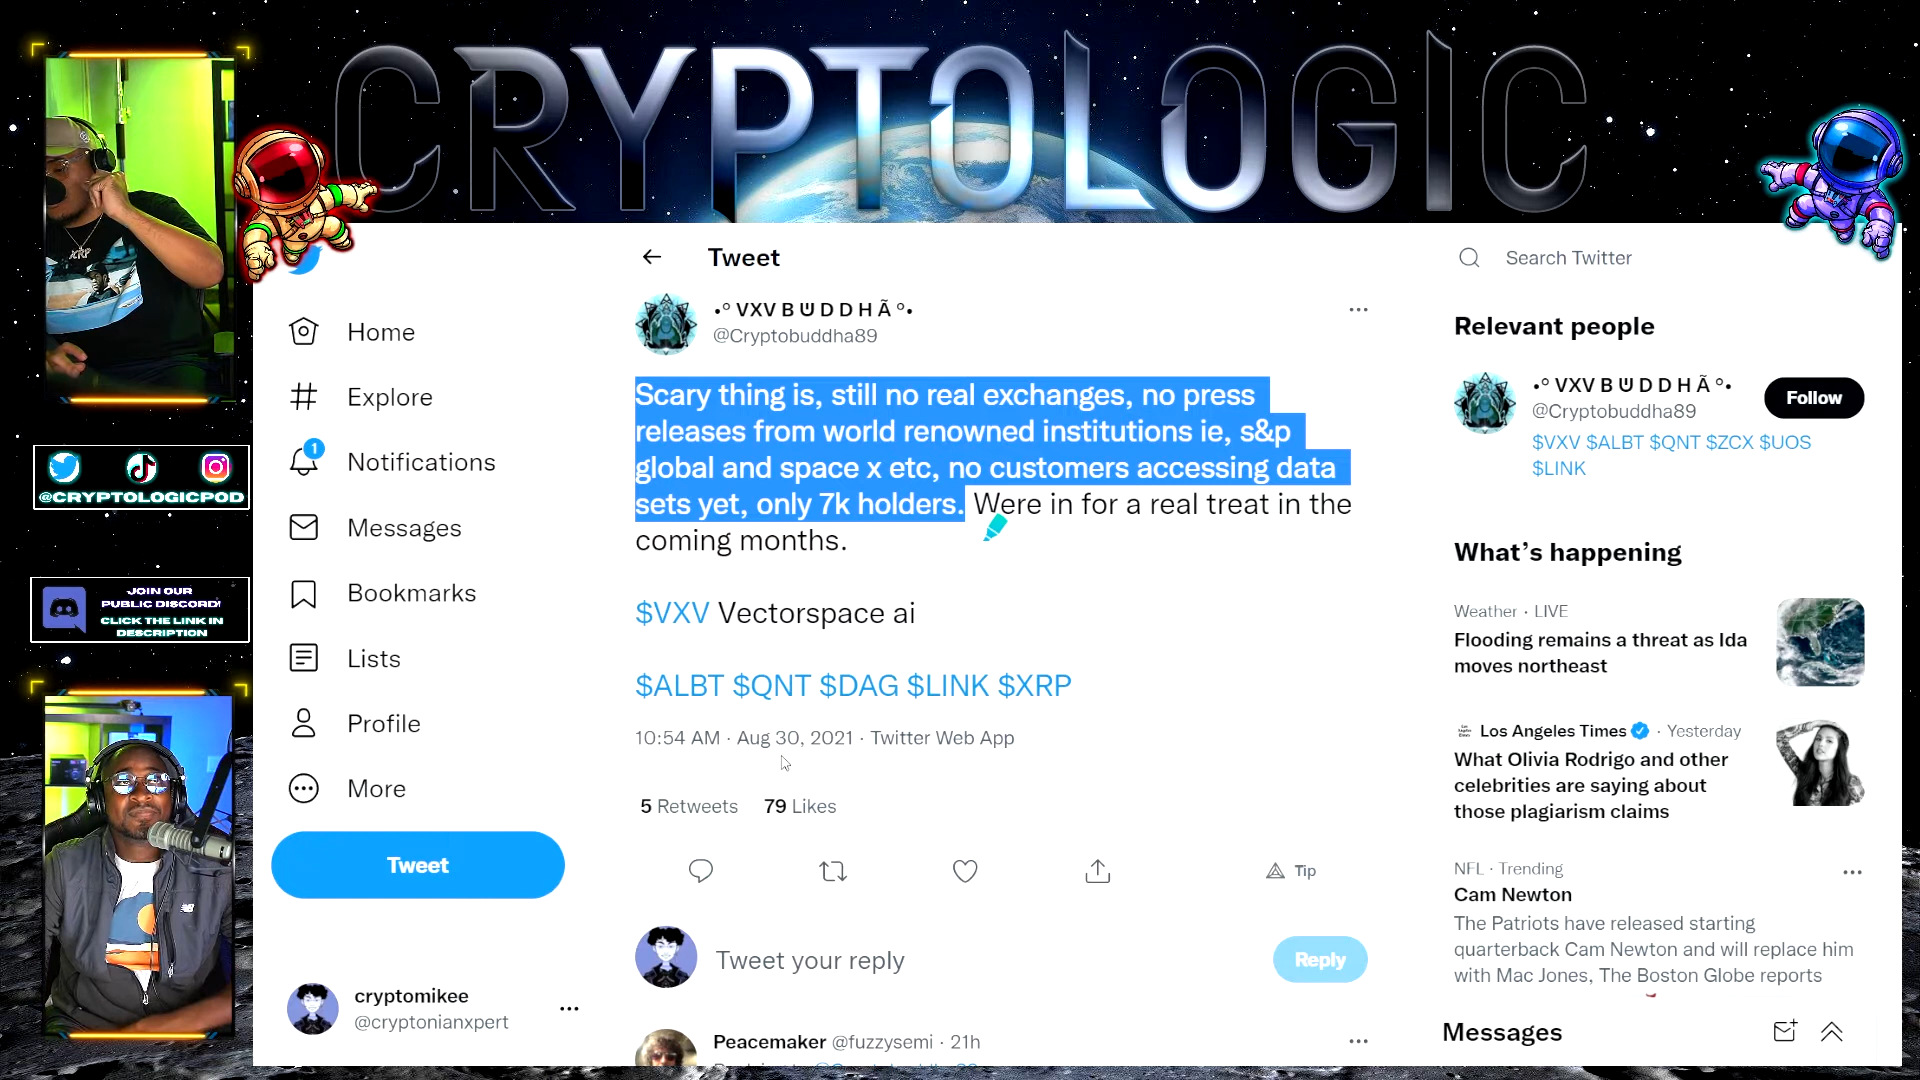 CRYPTOLOGIC
XRP
@CRYPTOLOGICPOD
JOIN OUR
PUBLIC DISCORD!
CLICK THE LINK IN
DESCRIPTION
Home
Explore
1
Notifications
Messages
Bookmarks
Lists
Profile
More
Tweet
cryptomikee
@cryptonianxpert
Tweet
•° VXV B Ꮜ D D H Ã °•
@Cryptobuddha89
Scary thing is, still no real exchanges, no press
releases from world renowned institutions ie, s&p
global and space x etc, no customers accessing data
sets yet, only 7k holders. Were in for a real treat in the
coming months.
$VXV Vectorspace ai
$ALBT $QNT $DAG $LINK $XRP
10:54 AM · Aug 30, 2021 · Twitter Web App
5 Retweets 79 Likes
Tip
Tweet your reply
Reply
Peacemaker @fuzzysemi · 21h
Search Twitter
Relevant people
•° VXV B Ꮜ D D H Ã °•
@Cryptobuddha89
Follow
$VXV $ALBT $QNT $ZCX $UOS
$LINK
What's happening
Weather · LIVE
Flooding remains a threat as Ida
moves northeast
Los Angeles Times · Yesterday
What Olivia Rodrigo and other
celebrities are saying about
those plagiarism claims
NFL · Trending
Cam Newton
The Patriots have released starting
quarterback Cam Newton and will replace him
with Mac Jones, The Boston Globe reports
Messages